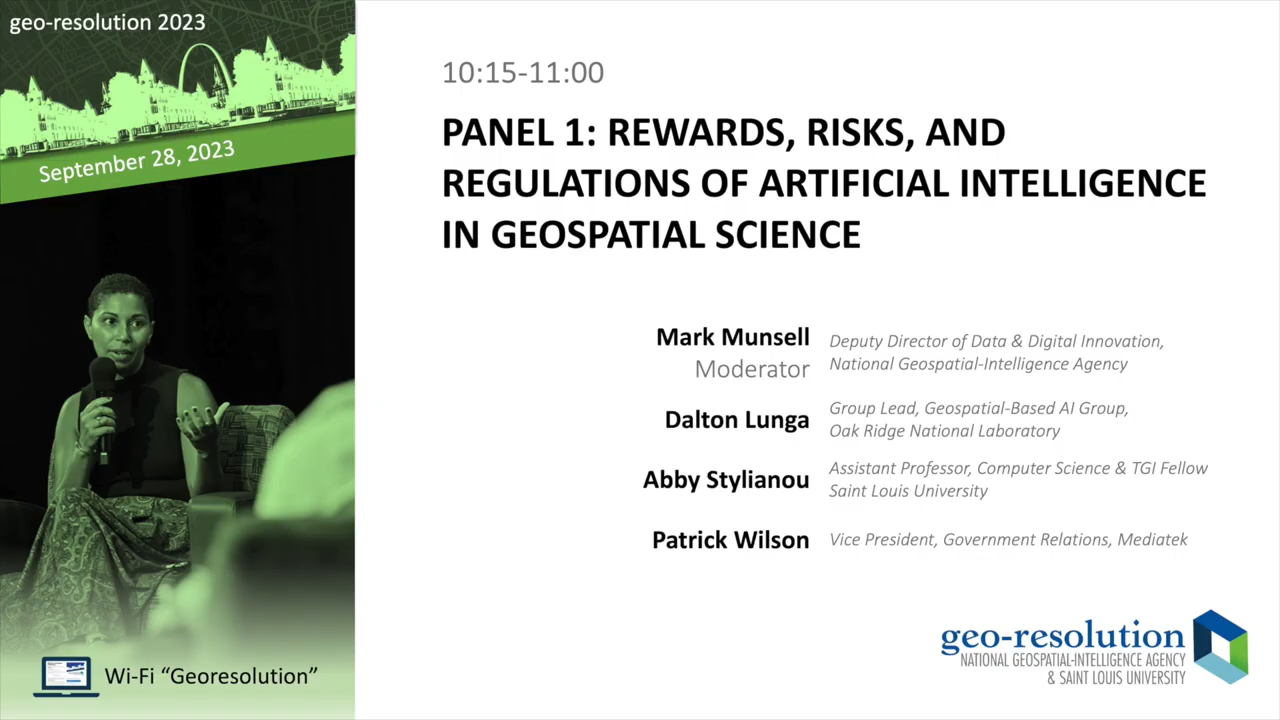 geo-resolution 2023
September 28, 2023
10:15-11:00
PANEL 1: REWARDS, RISKS, AND
REGULATIONS OF ARTIFICIAL INTELLIGENCE
IN GEOSPATIAL SCIENCE
Mark Munsell
Moderator
Deputy Director of Data & Digital Innovation,
National Geospatial-Intelligence Agency
Dalton Lunga
Group Lead, Geospatial-Based AI Group,
Oak Ridge National Laboratory
Abby Stylianou
Assistant Professor, Computer Science & TGI Fellow
Saint Louis University
Patrick Wilson
Vice President, Government Relations, Mediatek
Wi-Fi “Georesolution”
geo-resolution
NATIONAL GEOSPATIAL-INTELLIGENCE AGENCY
& SAINT LOUIS UNIVERSITY